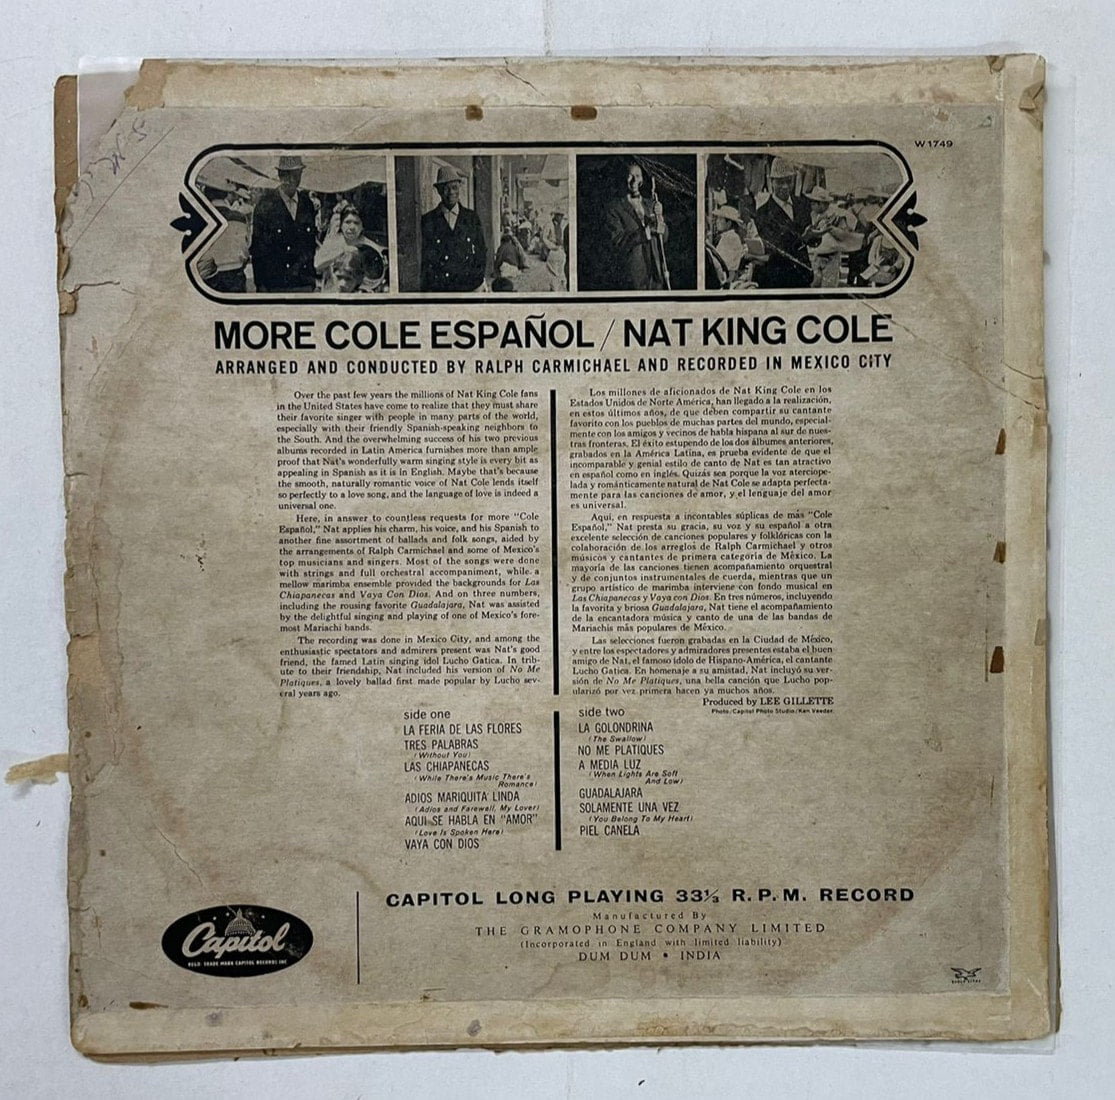 W1749
MORE COLE ESPAÑOL / NAT KING COLE
ARRANGED AND CONDUCTED BY RALPH CARMICHAEL AND RECORDED IN MEXICO CITY
Over the past few years the millions of Nat King Cole fans
in the United States have come to realize that they must share
their favorite singer with people in many parts of the world,
especially with their friendly Spanish-speaking neighbors to
the South. And the overwhelming success of his two previous
albums recorded in Latin America furnishes more than ample
proof that Nat's wonderfully warm singing style is every bit as
appealing in Spanish as it is in English. Maybe that's because
the smooth, naturally romantic voice of Nat Cole lends itself
so perfectly to a love song, and the language of love is indeed a
universal one.
Here, in answer to countless requests for more "Cole
Español," Nat applies his charm, his voice, and his Spanish to
another fine assortment of ballads and folk songs, aided by
the arrangements of Ralph Carmichael and some of Mexico's
top musicians and singers. Most of the songs were done
with strings and full orchestral accompaniment, while a
mellow marimba ensemble provided the backgrounds for Las
Chiapanecas and Vaya Con Dios. And on three numbers,
including the rousing favorite Guadalajara, Nat was assisted
by the delightful singing and playing of one of Mexico's fore-
most Mariachi bands.
The recording was done in Mexico City, and among the
enthusiastic spectators and admirers present was Nat's good
friend, the famed Latin singing idol Lucho Gatica. In trib-
ute to their friendship, Nat included his version of No Me
Platiques, a lovely ballad first made popular by Lucho sev-
eral years ago.
Los millones de aficionados de Nat King Cole en los
Estados Unidos de Norte América, han llegado a la realización,
en estos últimos años, de que deben compartir su cantante
favorito con los pueblos de muchas partes del mundo, especial-
mente con los amigos y vecinos de habla hispana al sur de nues-
tras fronteras. El éxito estupendo de los dos álbumes anteriores,
grabados en la América Latina, es prueba evidente de que el
incomparable y genial estilo de canto de Nat es tan atractivo
en español como en inglés. Quizás sea porque la voz aterciope-
lada y románticamente natural de Nat Cole se adapta perfecta-
mente para las canciones de amor, y el lenguaje del amor
es universal.
Aquí, en respuesta a incontables súplicas de más "Cole
Español," Nat presta su gracia, su voz y su español a otra
excelente selección de canciones populares y folklóricas con la
colaboración de los arreglos de Ralph Carmichael y otros
músicos y cantantes de primera categoría de México. La
mayoría de las canciones tienen acompañamiento orquestral
y de conjuntos instrumentales de cuerda, mientras que un
grupo artístico de marimba interviene con fondo musical en
Las Chiapanecas y Vaya con Dios. En tres números, incluyendo
la favorita y briosa Guadalajara, Nat tiene el acompañamiento
de la encantadora música y canto de una de las bandas de
Mariachis más populares de México.
Las selecciones fueron grabadas en la Ciudad de México,
y entre los espectadores y admiradores presentes estaba el buen
amigo de Nat, el famoso ídolo de Hispano-América, el cantante
Lucho Gatica. En homenaje a su amistad, Nat incluyó su ver-
sión de No Me Platiques, una bella canción que Lucho pop-
ularizó por vez primera hacen ya muchos años.
Produced by LEE GILLETTE
Photo/Capitol Photo Studio/Ken Veeder
side one
LA FERIA DE LAS FLORES
TRES PALABRAS
(Without You)
LAS CHIAPANECAS
(While There's Music There's
Romance)
ADIOS MARIQUITA LINDA
(Adios and Farewell, My Lover)
AQUI SE HABLA EN "AMOR"
(Love Is Spoken Here)
VAYA CON DIOS
side two
LA GOLONDRINA
(The Swallow)
NO ME PLATIQUES
A MEDIA LUZ
(When Lights Are Soft
And Low)
GUADALAJARA
SOLAMENTE UNA VEZ
(You Belong To My Heart)
PIEL CANELA
CAPITOL LONG PLAYING 33⅓ R.P.M. RECORD
Manufactured By
THE GRAMOPHONE COMPANY LIMITED
(Incorporated in England with limited liability)
DUM DUM • INDIA
Capitol
REG'D. TRADE MARK CAPITOL RECORDS INC